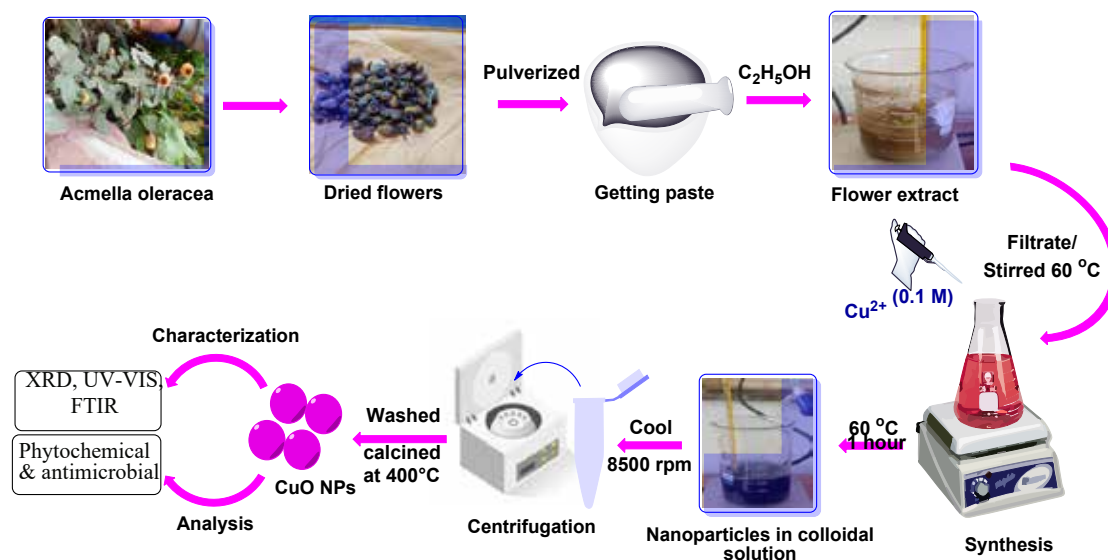 Pulverized
C₂H₅OH
Acmella oleracea
Dried flowers
Getting paste
Flower extract
Filtrate/
Stirred 60 °C
Cu²⁺ (0.1 M)
Characterization
XRD, UV-VIS,
FTIR
Phytochemical
& antimicrobial
Analysis
CuO NPs
Washed
calcined
at 400°C
Centrifugation
Cool
8500 rpm
Nanoparticles in colloidal
solution
60 °C
1 hour
Synthesis